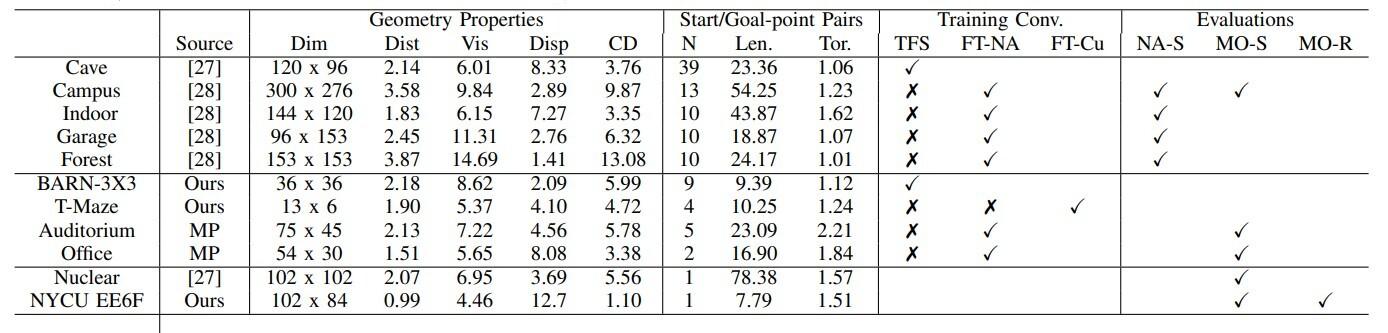 Geometry Properties Start/Goal-point Pairs Training Conv. Evaluations
Source Dim Dist Vis Disp CD N Len. Tor. TFS FT-NA FT-Cu NA-S MO-S MO-R
Cave [27] 120 x 96 2.14 6.01 8.33 3.76 39 23.36 1.06 ✓
Campus [28] 300 x 276 3.58 9.84 2.89 9.87 13 54.25 1.23 ✗ ✓ ✓ ✓
Indoor [28] 144 x 120 1.83 6.15 7.27 3.35 10 43.87 1.62 ✗ ✓ ✓
Garage [28] 96 x 153 2.45 11.31 2.76 6.32 10 18.87 1.07 ✗ ✓ ✓
Forest [28] 153 x 153 3.87 14.69 1.41 13.08 10 24.17 1.01 ✗ ✓ ✓
BARN-3X3 Ours 36 x 36 2.18 8.62 2.09 5.99 9 9.39 1.12 ✓
T-Maze Ours 13 x 6 1.90 5.37 4.10 4.72 4 10.25 1.24 ✗ ✗ ✓
Auditorium MP 75 x 45 2.13 7.22 4.56 5.78 5 23.09 2.21 ✗ ✓ ✓
Office MP 54 x 30 1.51 5.65 8.08 3.38 2 16.90 1.84 ✗ ✓ ✓
Nuclear [27] 102 x 102 2.07 6.95 3.69 5.56 1 78.38 1.57 ✓
NYCU EE6F Ours 102 x 84 0.99 4.46 12.7 1.10 1 7.79 1.51 ✓ ✓